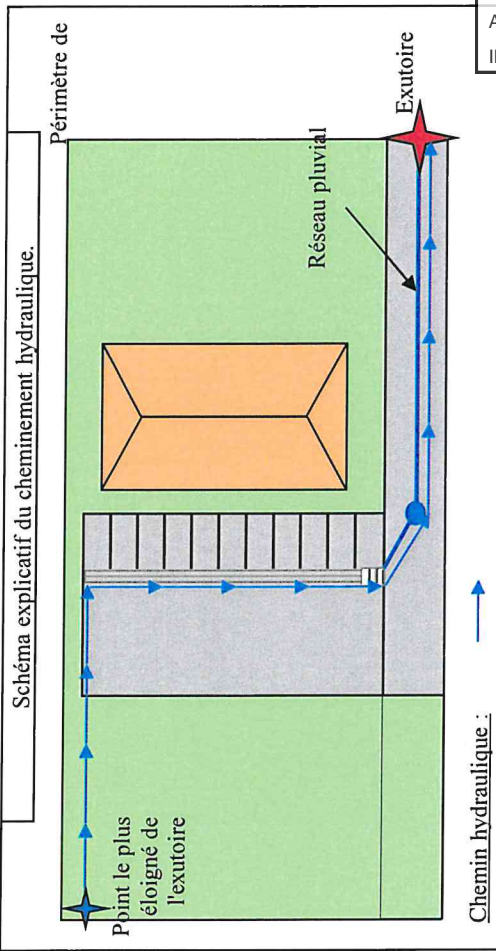 Schéma explicatif du cheminement hydraulique.
Périmètre de
Point le plus
éloigné de
l'exutoire
Réseau pluvial
Exutoire
Chemin hydraulique :